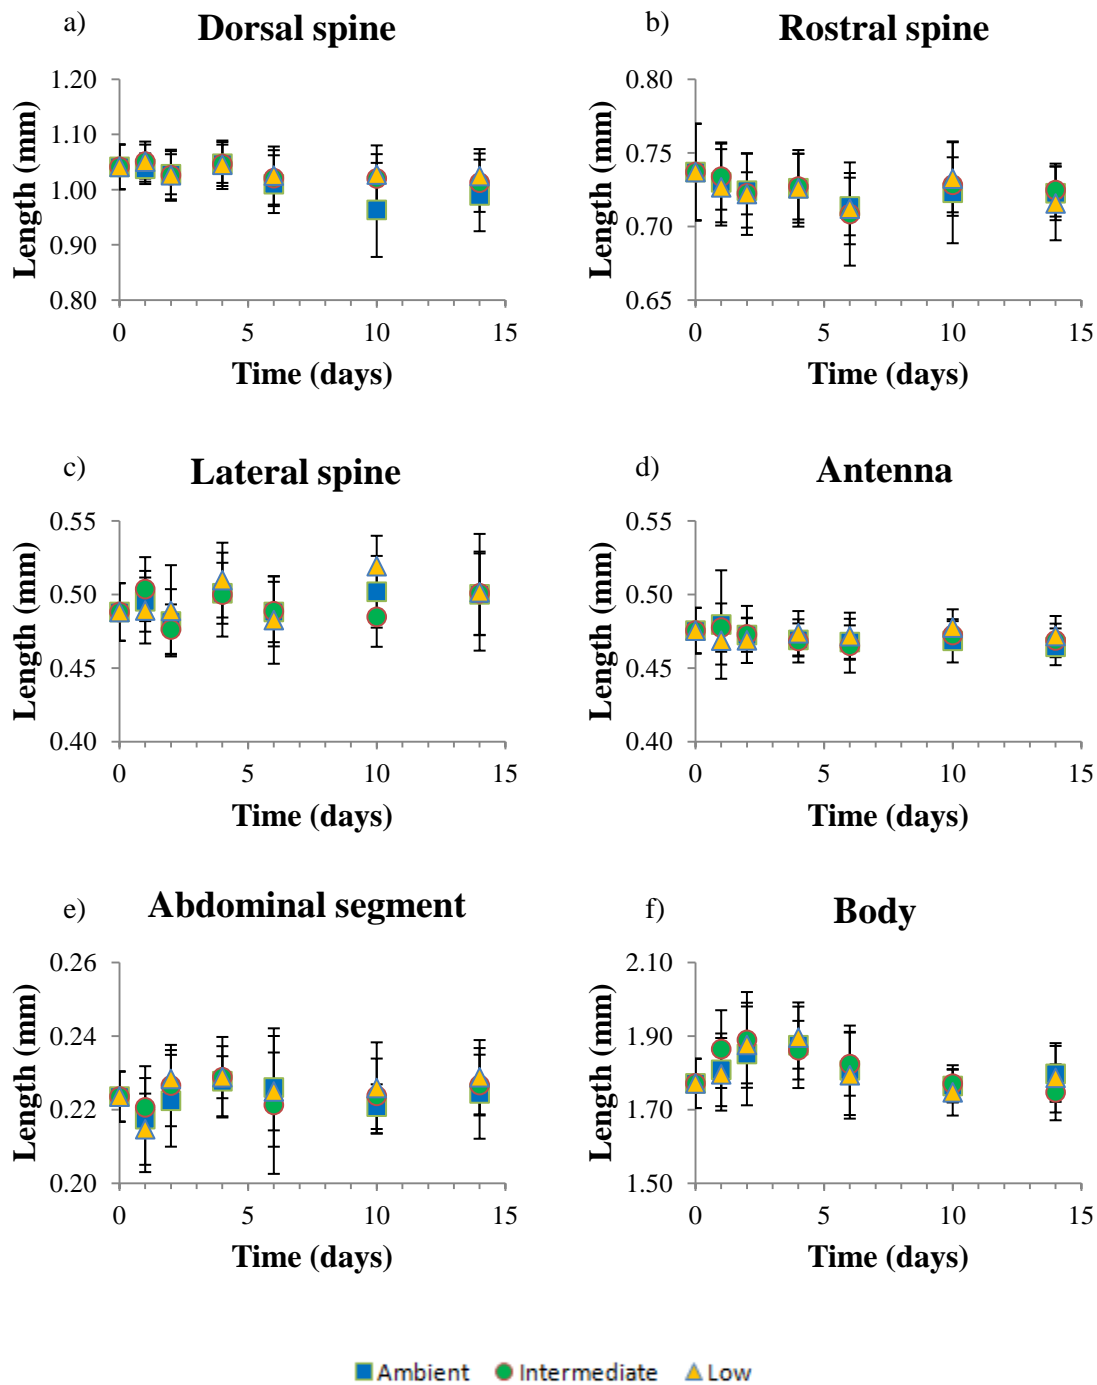 a) Dorsal spine
1.20
1.10
1.00
0.90
0.80
Length (mm)
0 5 10 15
Time (days)
b) Rostral spine
0.80
0.75
0.70
0.65
Length (mm)
0 5 10 15
Time (days)
c) Lateral spine
0.55
0.50
0.45
0.40
Length (mm)
0 5 10 15
Time (days)
d) Antenna
0.55
0.50
0.45
0.40
Length (mm)
0 5 10 15
Time (days)
e) Abdominal segment
0.26
0.24
0.22
0.20
Length (mm)
0 5 10 15
Time (days)
f) Body
2.10
1.90
1.70
1.50
Length (mm)
0 5 10 15
Time (days)
Ambient Intermediate Low